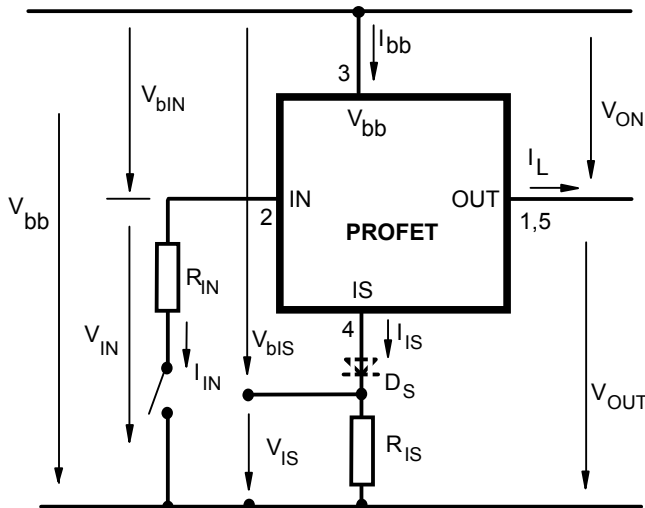 I_bb
3
V_bb
V_bIN
V_ON
I_L
IN
OUT
2
PROFET
1,5
V_bb
R_IN
IS
4
I_IS
V_IN
V_bIS
I_IN
D_S
V_OUT
V_IS
R_IS